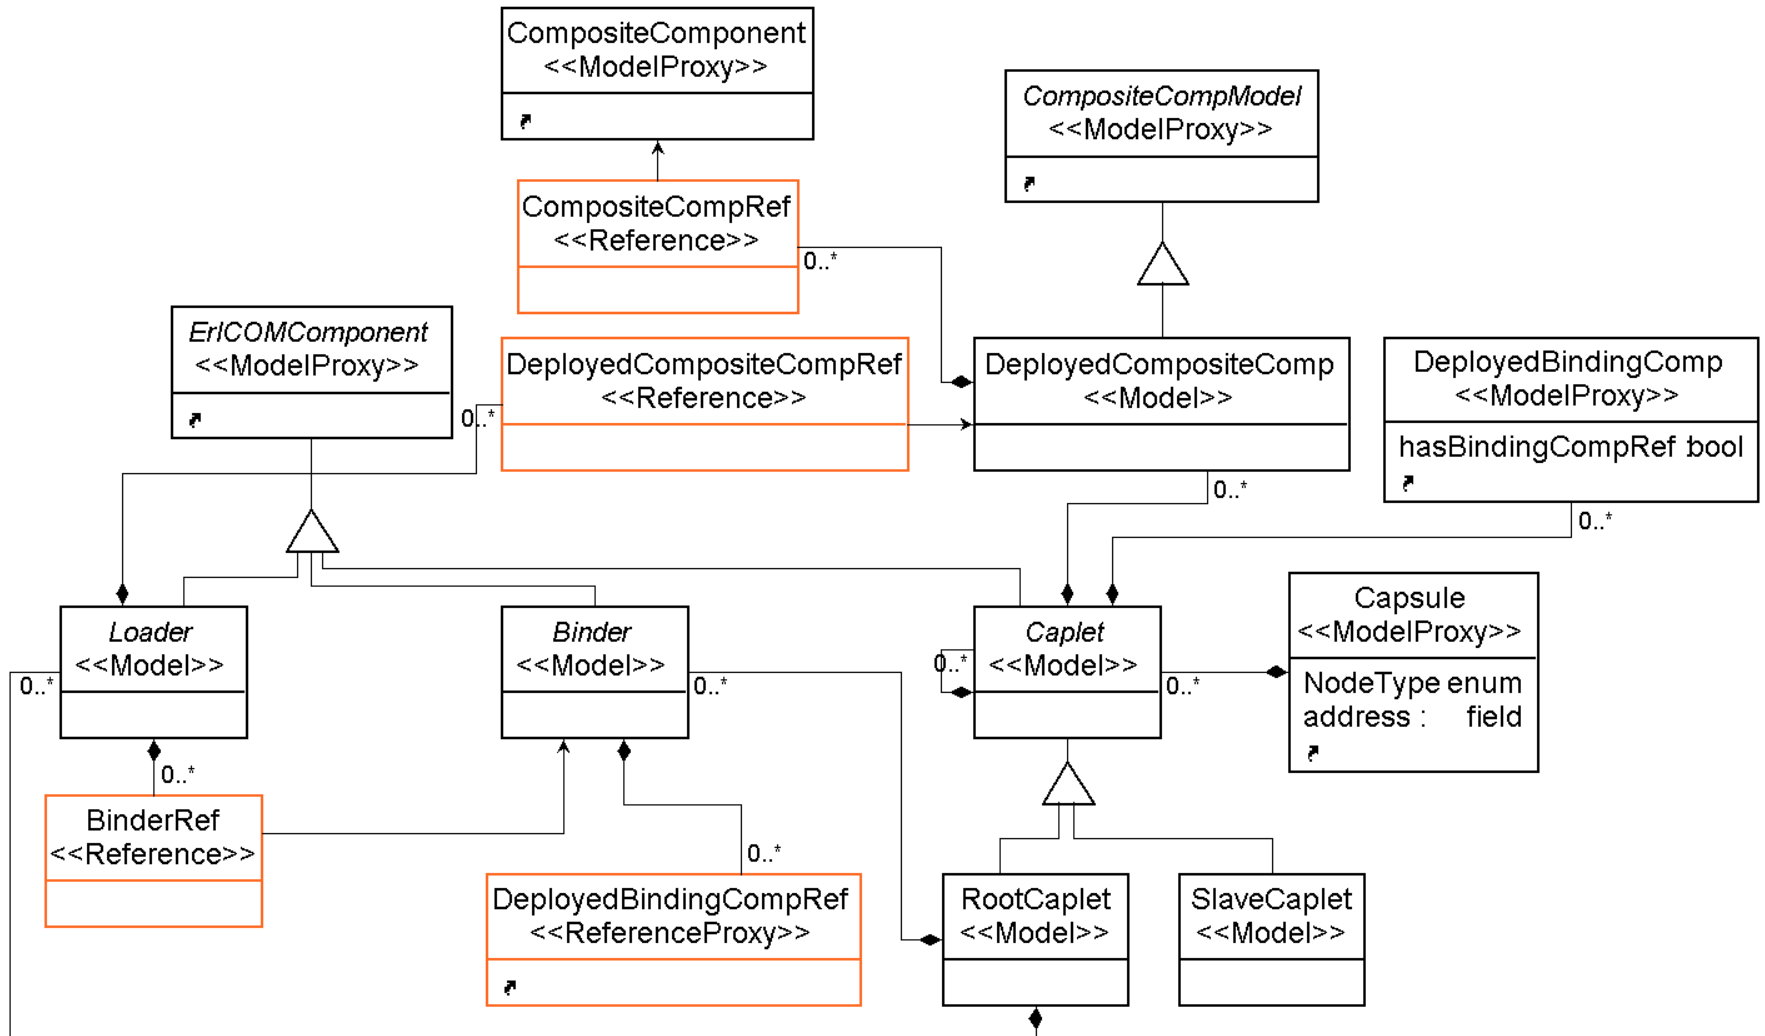 CompositeComponent
<<ModelProxy>>
CompositeCompModel
<<ModelProxy>>
CompositeCompRef
<<Reference>>
0..*
ErlCOMComponent
<<ModelProxy>>
DeployedCompositeCompRef
<<Reference>>
0..*
DeployedCompositeComp
<<Model>>
0..*
DeployedBindingComp
<<ModelProxy>>
hasBindingCompRef bool
0..*
Loader
<<Model>>
0..*
Binder
<<Model>>
0..*
Caplet
<<Model>>
0..*
0..*
Capsule
<<ModelProxy>>
NodeType enum
address : field
0..*
BinderRef
<<Reference>>
0..*
DeployedBindingCompRef
<<ReferenceProxy>>
RootCaplet
<<Model>>
SlaveCaplet
<<Model>>